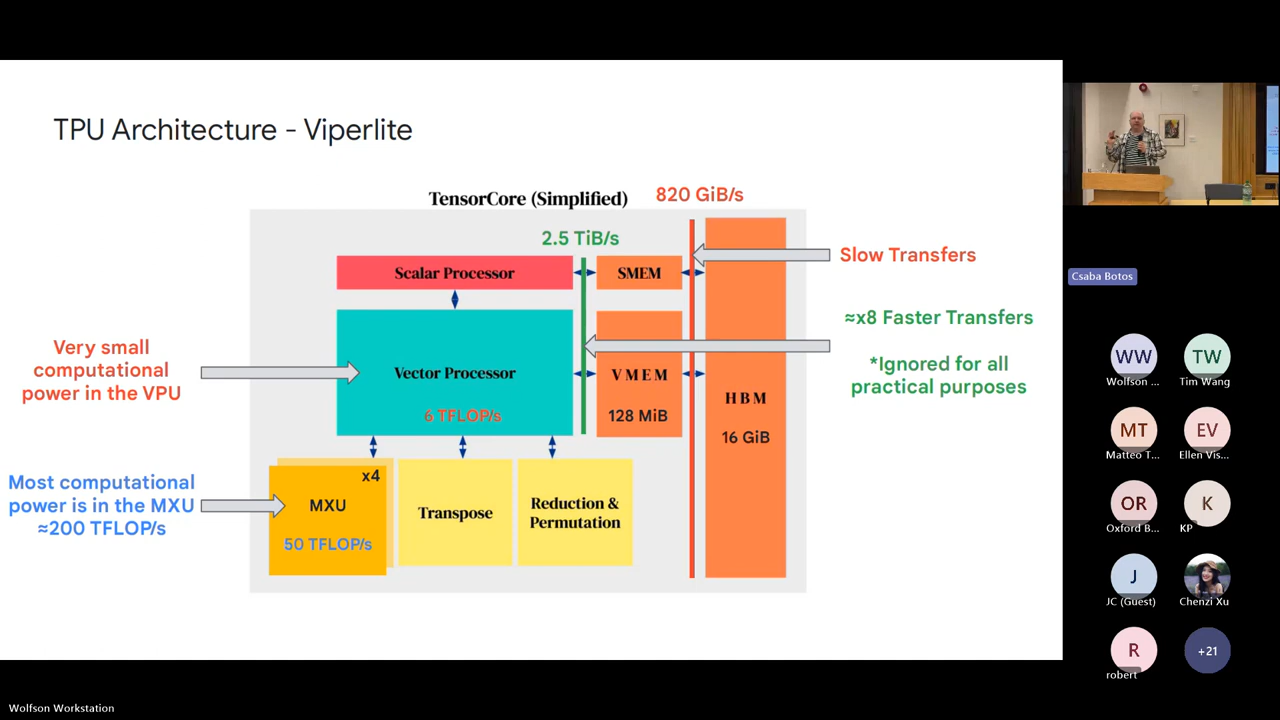 TPU Architecture - Viperlite
TensorCore (Simplified)
820 GiB/s
2.5 TiB/s
Scalar Processor
SMEM
Slow Transfers
≈x8 Faster Transfers
*Ignored for all
practical purposes
Very small
computational
power in the VPU
Vector Processor
6 TFLOP/s
VMEM
128 MiB
HBM
16 GiB
Most computational
power is in the MXU
≈200 TFLOP/s
x4
MXU
50 TFLOP/s
Transpose
Reduction &
Permutation
Csaba Botos
WW
Wolfson ...
TW
Tim Wang
MT
Matteo T...
EV
Ellen Vis...
OR
Oxford B...
K
KP
J
JC (Guest)
Chenzi Xu
R
robert
+21
Wolfson Workstation